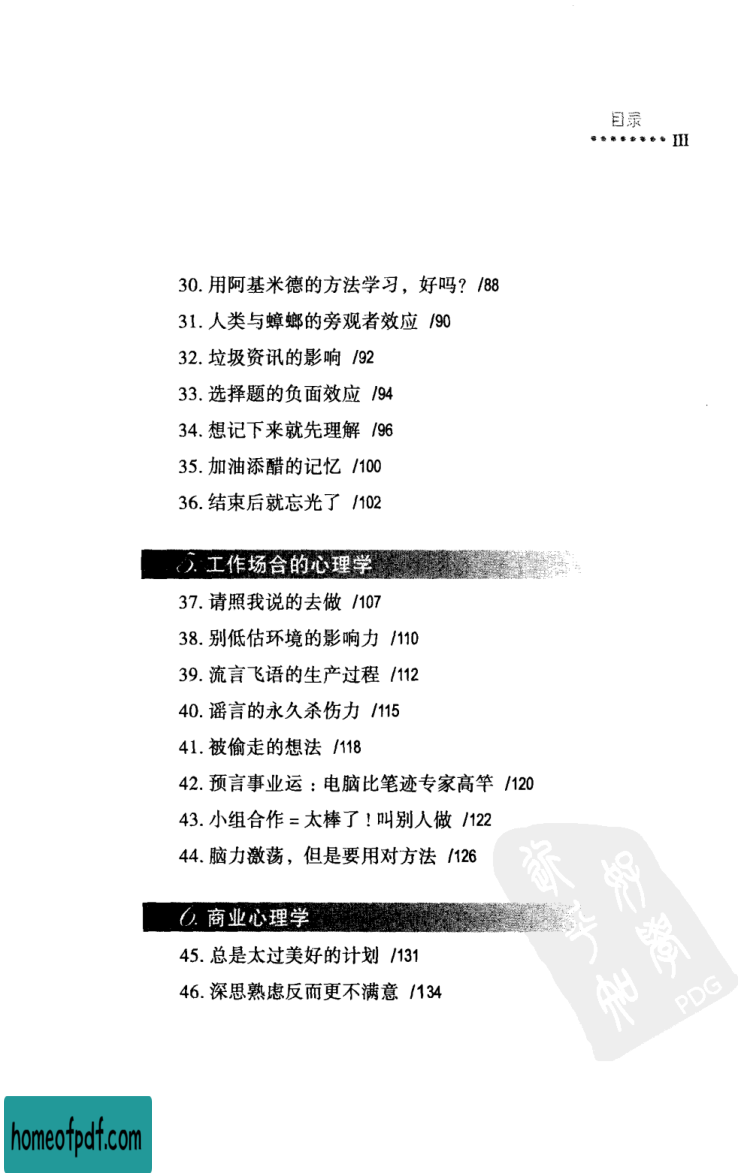 目录
III
30. 用阿基米德的方法学习，好吗？ /88
31. 人类与蟑螂的旁观者效应 /90
32. 垃圾资讯的影响 /92
33. 选择题的负面效应 /94
34. 想记下来就先理解 /96
35. 加油添醋的记忆 /100
36. 结束后就忘光了 /102
5. 工作场合的心理学
37. 请照我说的去做 /107
38. 别低估环境的影响力 /110
39. 流言飞语的生产过程 /112
40. 谣言的永久杀伤力 /115
41. 被偷走的想法 /118
42. 预言事业运：电脑比笔迹专家高竿 /120
43. 小组合作 = 太棒了！叫别人做 /122
44. 脑力激荡，但是要用对方法 /126
6. 商业心理学
45. 总是太过美好的计划 /131
46. 深思熟虑反而更不满意 /134
PDG
homeofpdf.com